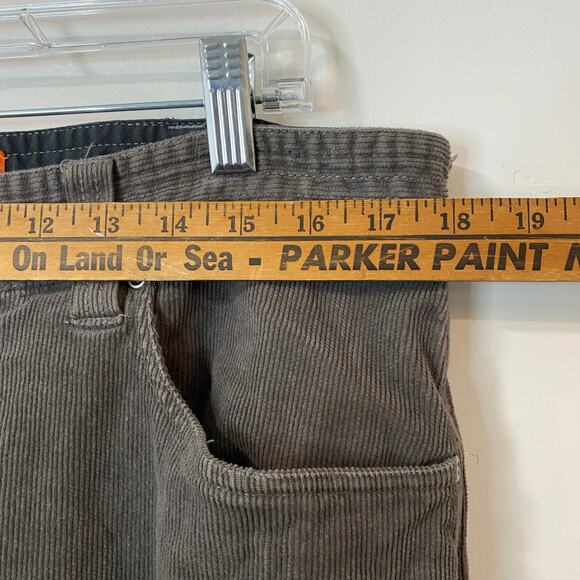 12 13 14 15 16 17 18 19
On Land Or Sea - PARKER PAINT